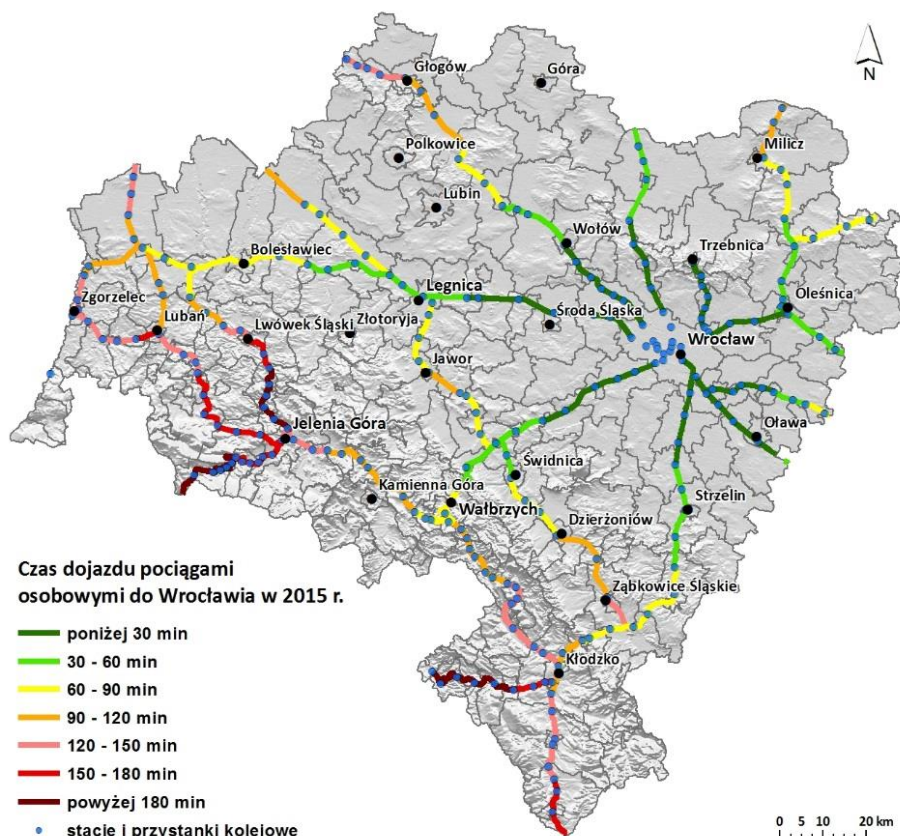 N
Głogów
Góra
Polkowice
Milicz
Lubin
Wołów
Trzebnica
Bolesławiec
Legnica
Oleśnica
Zgorzelec
Środa Śląska
Lubań
Lwówek Śląski
Złotoryja
Wrocław
Jawor
Jelenia Góra
Oława
Świdnica
Kamienna Góra
Wałbrzych
Strzelin
Dzierżoniów
Ząbkowice Śląskie
Kłodzko
Czas dojazdu pociągami
osobowymi do Wrocławia w 2015 r.
poniżej 30 min
30 - 60 min
60 - 90 min
90 - 120 min
120 - 150 min
150 - 180 min
powyżej 180 min
stacje i przystanki kolejowe
0 5 10 20 km